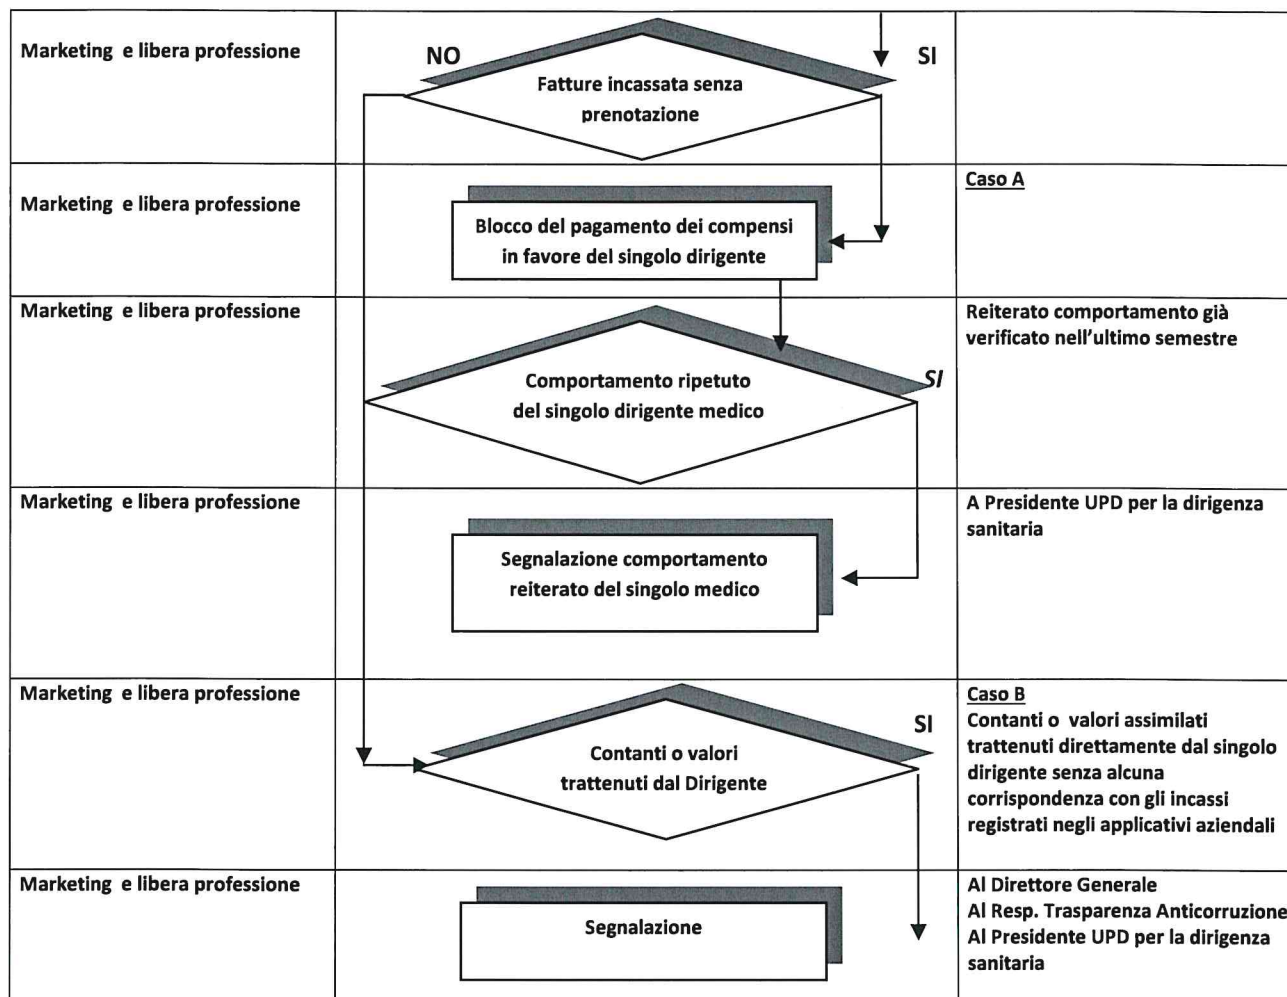 Marketing e libera professione
NO
SI
Fatture incassata senza
prenotazione
Marketing e libera professione
Blocco del pagamento dei compensi
in favore del singolo dirigente
Caso A
Marketing e libera professione
Comportamento ripetuto
del singolo dirigente medico
SI
Reiterato comportamento già
verificato nell'ultimo semestre
Marketing e libera professione
Segnalazione comportamento
reiterato del singolo medico
A Presidente UPD per la dirigenza
sanitaria
Marketing e libera professione
Contanti o valori
trattenuti dal Dirigente
SI
Caso B
Contanti o valori assimilati
trattenuti direttamente dal singolo
dirigente senza alcuna
corrispondenza con gli incassi
registrati negli applicativi aziendali
Marketing e libera professione
Segnalazione
Al Direttore Generale
Al Resp. Trasparenza Anticorruzione
Al Presidente UPD per la dirigenza
sanitaria